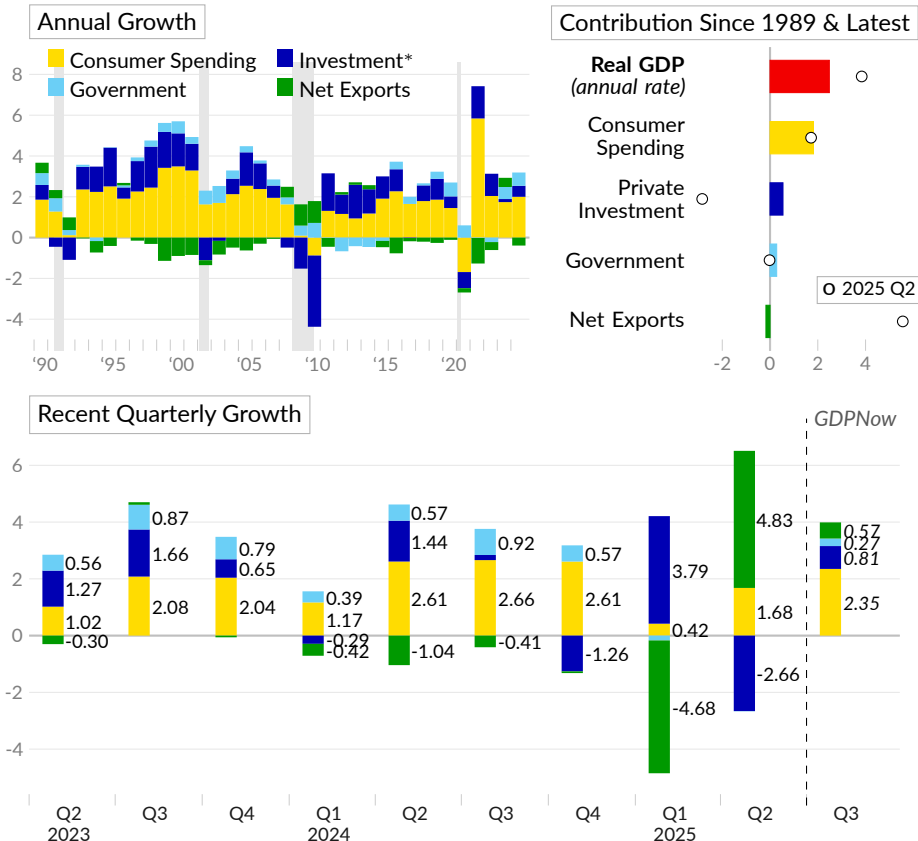 Annual Growth
Consumer Spending
Investment*
Government
Net Exports
8
6
4
2
0
-2
-4
‘90
‘95
‘00
‘05
‘10
‘15
‘20
Contribution Since 1989 & Latest
Real GDP
(annual rate)
Consumer
Spending
Private
Investment
Government
2025 Q2
Net Exports
-2
0
2
4
Recent Quarterly Growth
GDPNow
6
4
2
0
-2
-4
0.56
1.27
1.02
-0.30
0.87
1.66
2.08
0.79
0.65
2.04
0.39
1.17
-0.29
-0.42
0.57
1.44
2.61
-1.04
0.92
2.66
-0.41
0.57
2.61
-1.26
3.79
0.42
-4.68
4.83
1.68
-2.66
0.57
0.27
0.81
2.35
Q2
2023
Q3
Q4
Q1
2024
Q2
Q3
Q4
Q1
2025
Q2
Q3